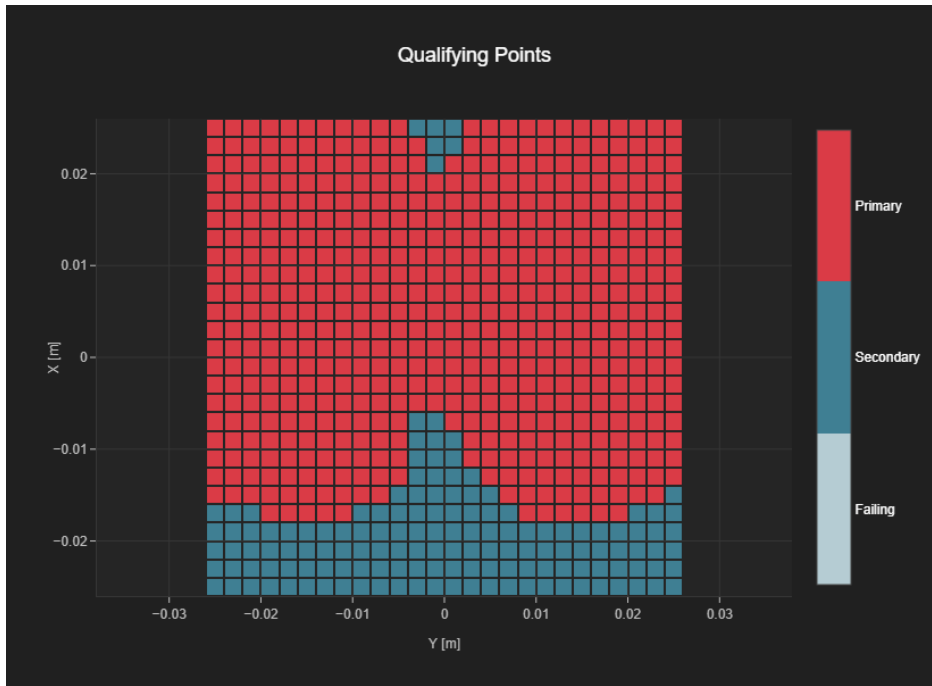 Qualifying Points
0.02
0.01
0
−0.01
−0.02
X [m]
−0.03
−0.02
−0.01
0
0.01
0.02
0.03
Y [m]
Primary
Secondary
Failing